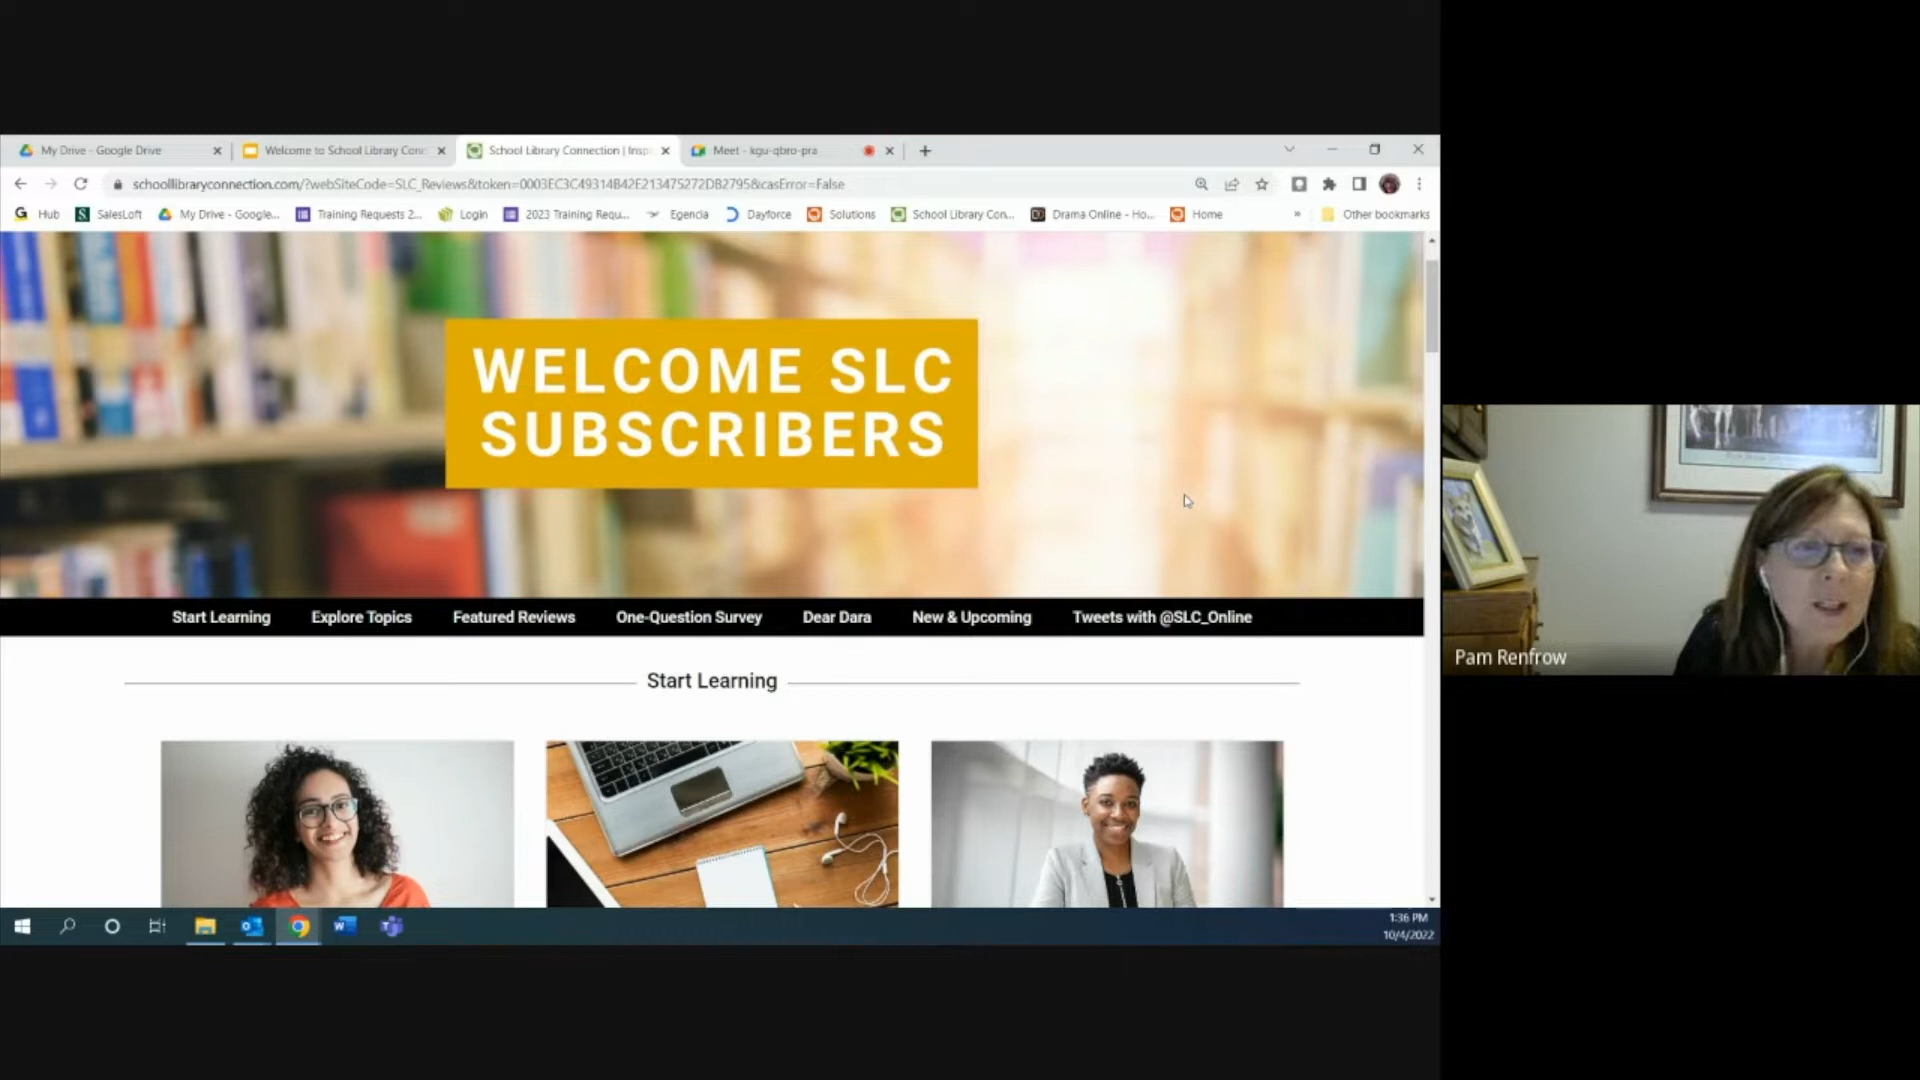 My Drive - Google Drive
Welcome to School Library Conn
School Library Connection | Insp
Meet - kgu-qbro-pra
schoollibraryconnection.com/?webSiteCode=SLC_Reviews&token=0003EC3C49314B42E213475272DB2795&casError=False
Hub
SalesLoft
My Drive - Google...
Training Requests 2...
Login
2023 Training Requ...
Egencia
Dayforce
Solutions
School Library Con...
Drama Online - Ho...
Home
»
Other bookmarks
WELCOME SLC
SUBSCRIBERS
Start Learning
Explore Topics
Featured Reviews
One-Question Survey
Dear Dara
New & Upcoming
Tweets with @SLC_Online
Start Learning
Pam Renfrow
1:36 PM
10/4/2022